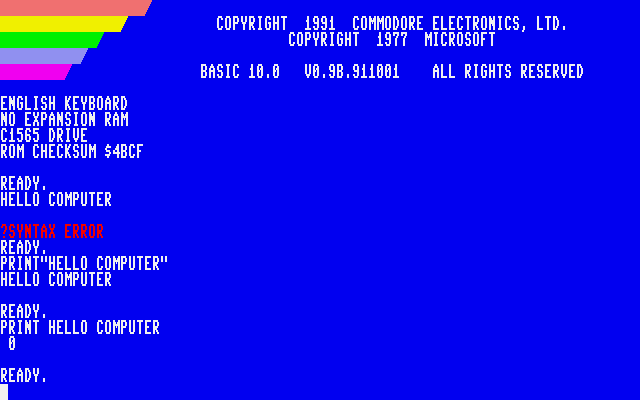 COPYRIGHT  1991  COMMODORE ELECTRONICS, LTD.
COPYRIGHT  1977  MICROSOFT
BASIC 10.0   V0.9B.911001    ALL RIGHTS RESERVED
ENGLISH KEYBOARD
NO EXPANSION RAM
C1565 DRIVE
ROM CHECKSUM $4BCF
READY.
HELLO COMPUTER
?SYNTAX ERROR
READY.
PRINT"HELLO COMPUTER"
HELLO COMPUTER
READY.
PRINT HELLO COMPUTER
0
READY.